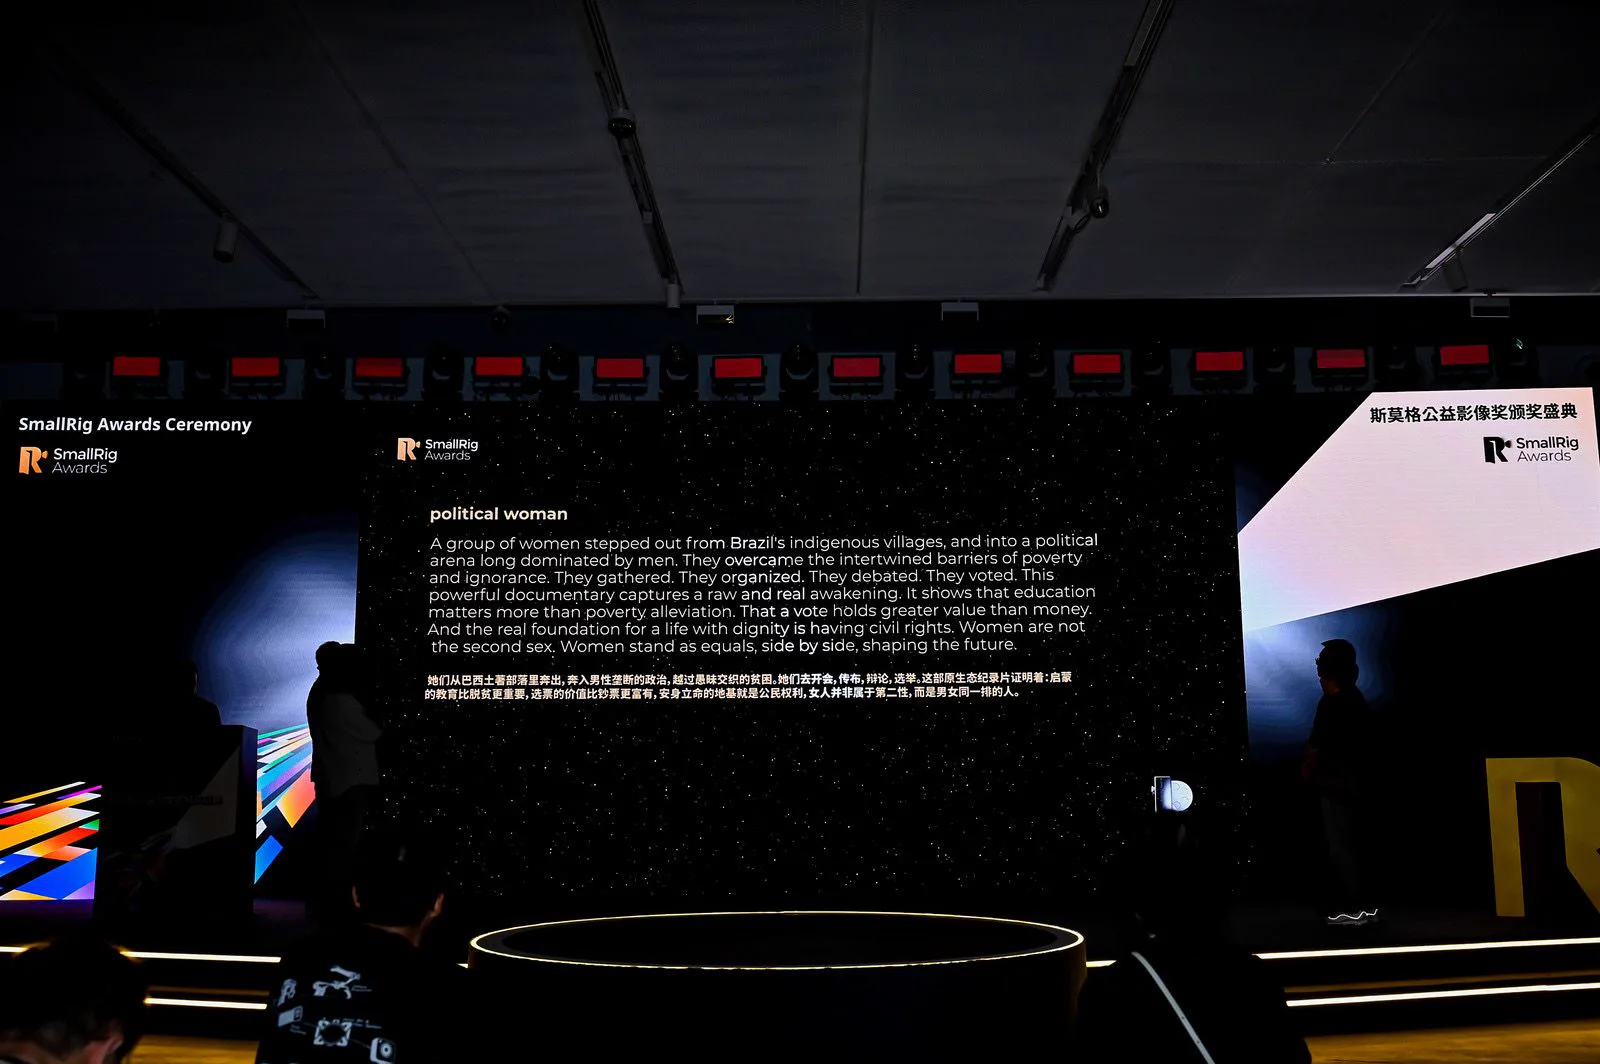 SmallRig Awards Ceremony
SmallRig
Awards
SmallRig
Awards
political woman
A group of women stepped out from Brazil's indigenous villages, and into a political
arena long dominated by men. They overcame the intertwined barriers of poverty
and ignorance. They gathered. They organized. They debated. They voted. This
powerful documentary captures a raw and real awakening. It shows that education
matters more than poverty alleviation. That a vote holds greater value than money.
And the real foundation for a life with dignity is having civil rights. Women are not
the second sex. Women stand as equals, side by side, shaping the future.
她们从巴西土著部落里奔出，奔入男性垄断的政治，越过愚昧交织的贫困。她们去开会，传布，辩论，选举。这部原生态纪录片证明着：启蒙
的教育比脱贫更重要，选票的价值比钞票更富有，安身立命的地基就是公民权利，女人并非属于第二性，而是男女同一排的人。
斯莫格公益影像奖颁奖盛典
SmallRig
Awards